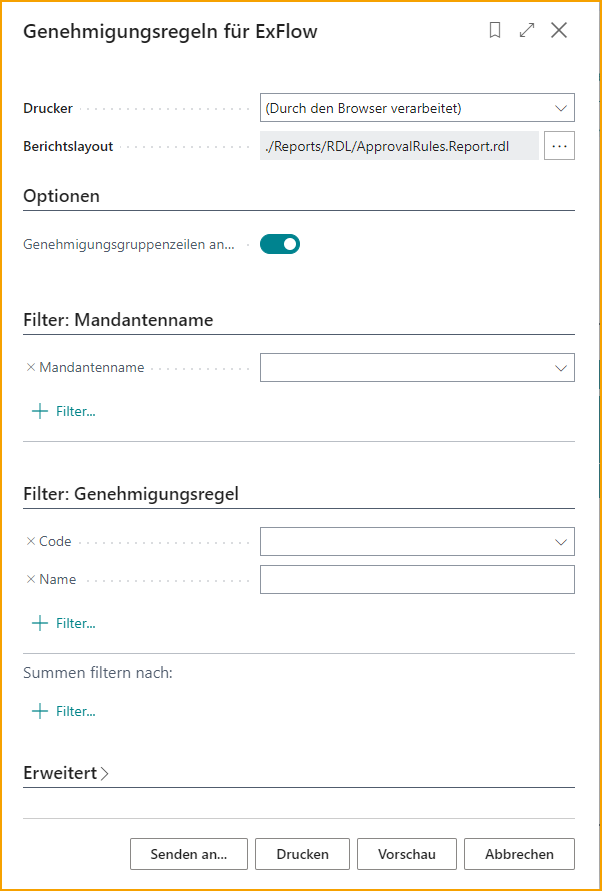 Genehmigungsregeln für ExFlow
Drucker (Durch den Browser verarbeitet)
Berichtslayout ./Reports/RDL/ApprovalRules.Report.rdl ...
Optionen
Genehmigungsgruppenzeilen an...
Filter: Mandantenname
Mandantenname
Filter...
Filter: Genehmigungsregel
Code
Name
Filter...
Summen filtern nach:
Filter...
Erweitert
Senden an... Drucken Vorschau Abbrechen